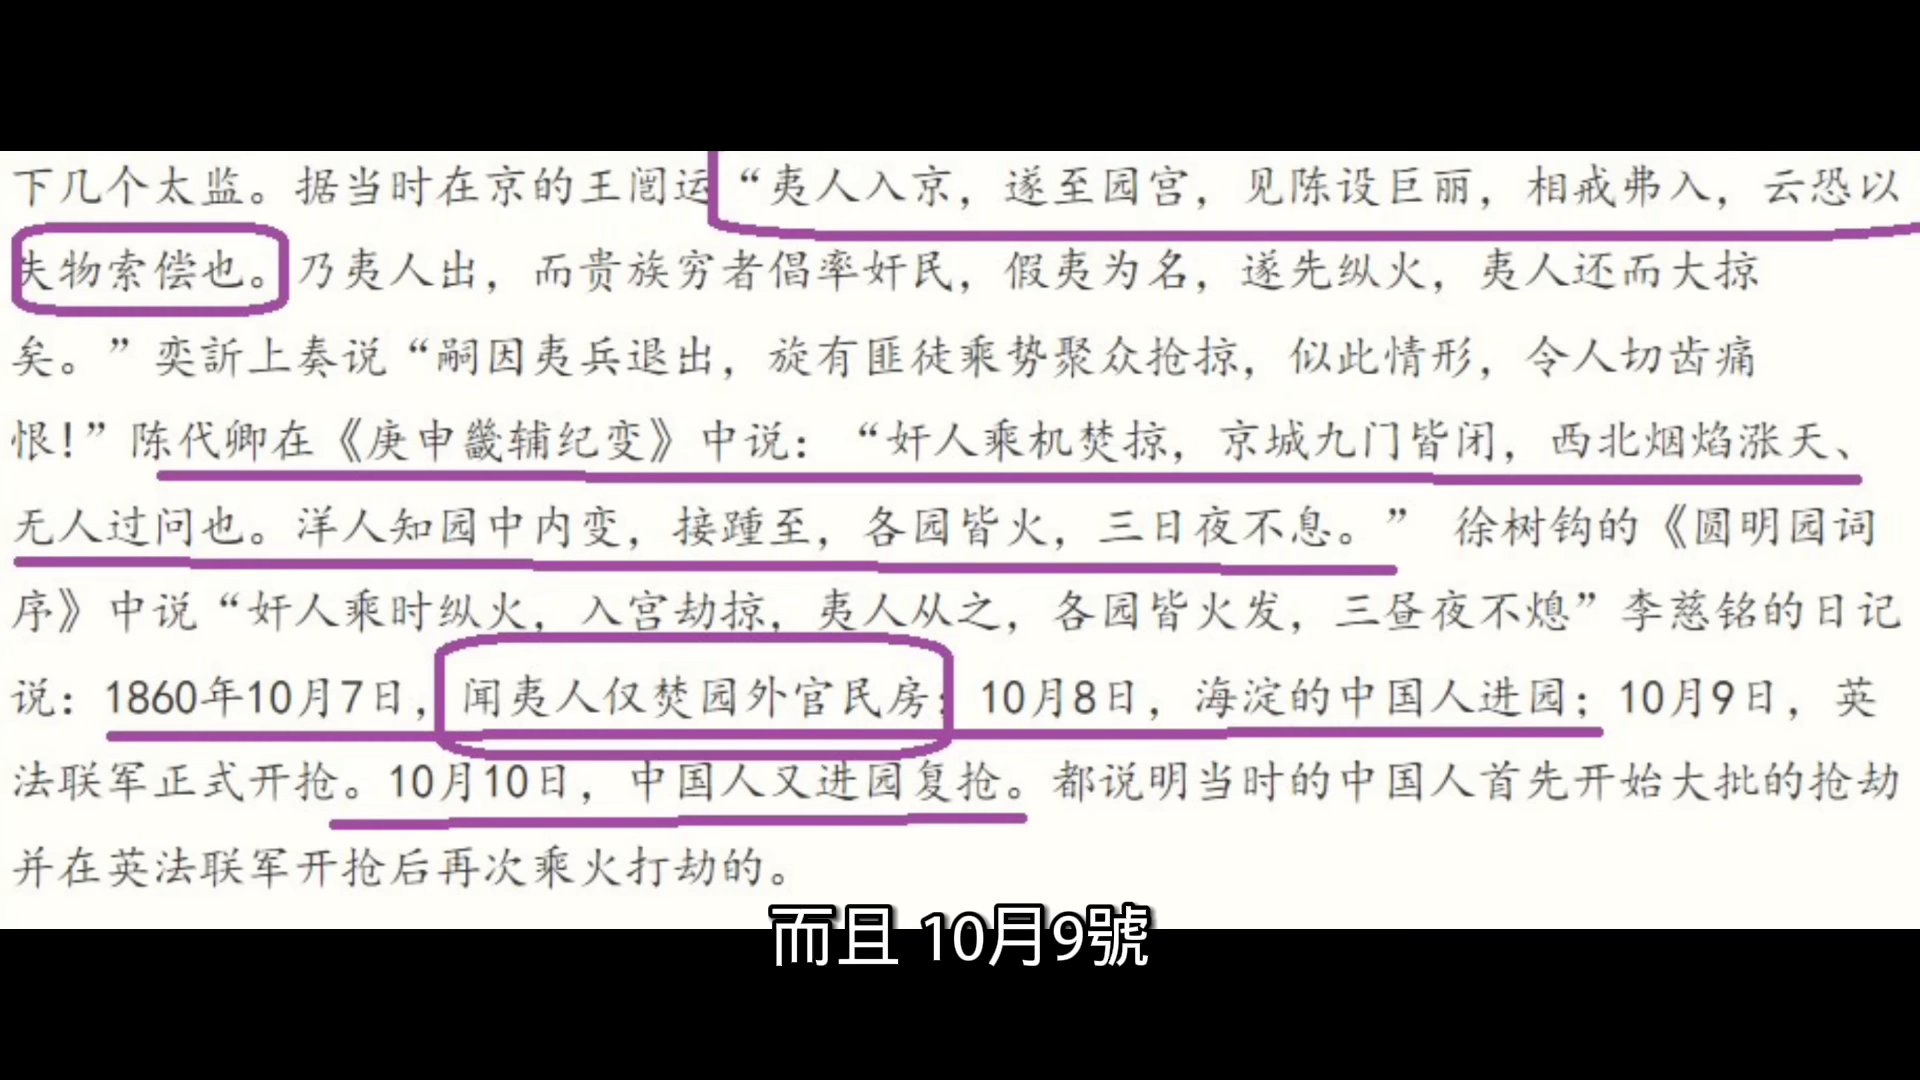 下几个太监。据当时在京的王闿运“夷人入京，遂至园宫，见陈设巨丽，相戒弗入，云恐以
失物索偿也。乃夷人出，而贵族穷者倡率奸民，假夷为名，遂先纵火，夷人还而大掠
矣。”奕訢上奏说“嗣因夷兵退出，旋有匪徒乘势聚众抢掠，似此情形，令人切齿痛
恨！”陈代卿在《庚申畿辅纪变》中说：“奸人乘机焚掠，京城九门皆闭，西北烟焰涨天、
无人过问也。洋人知园中内变，接踵至，各园皆火，三日夜不息。” 徐树钧的《圆明园词
序》中说“奸人乘时纵火，入宫劫掠，夷人从之，各园皆火发，三昼夜不熄”李慈铭的日记
说：1860年10月7日，闻夷人仅焚园外官民房；10月8日，海淀的中国人进园；10月9日，英
法联军正式开抢。10月10日，中国人又进园复抢。都说明当时的中国人首先开始大批的抢劫
并在英法联军开抢后再次乘火打劫的。
而且 10月9號